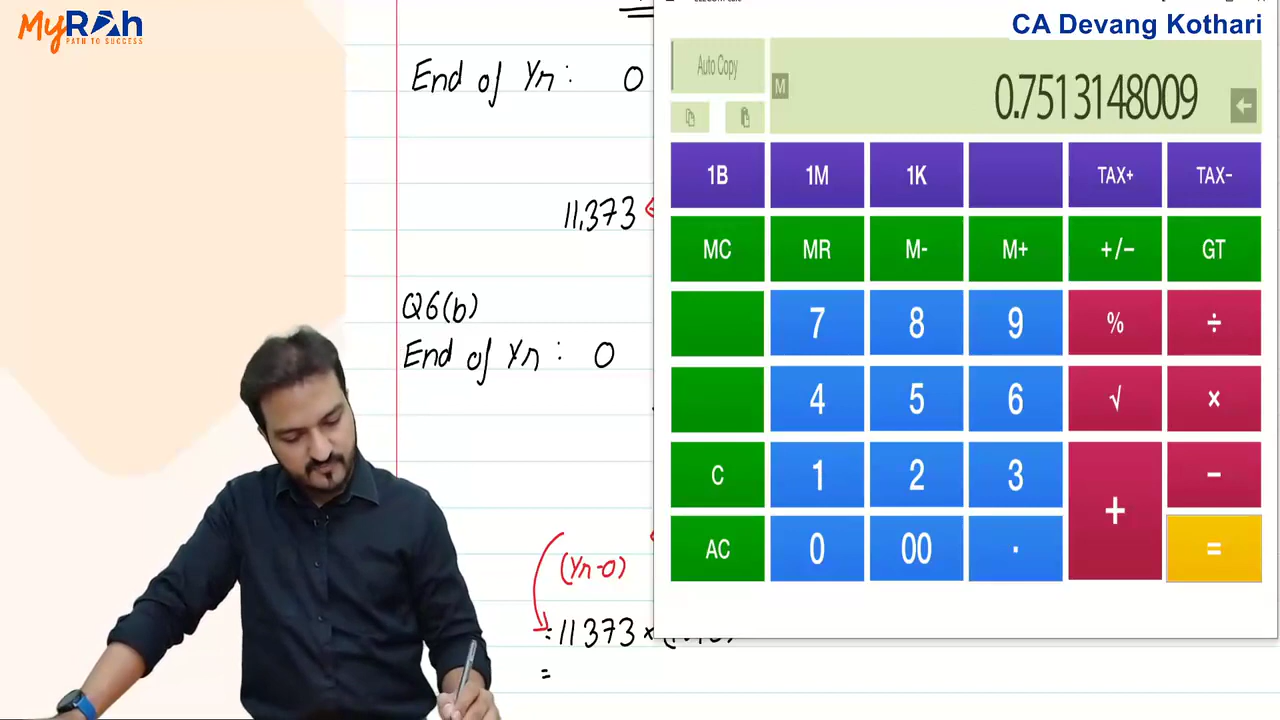 MyRAh
PATH TO SUCCESS
CA Devang Kothari
End of Yr: 0
11,373
Q6(b)
End of Yr: 0
(Yr-0)
= 11373 ×
=
Auto Copy
M
0.7513148009
1B 1M 1K TAX+ TAX-
MC MR M- M+ +/- GT
7 8 9 % ÷
4 5 6 √ ×
C 1 2 3 + -
AC 0 00 . =